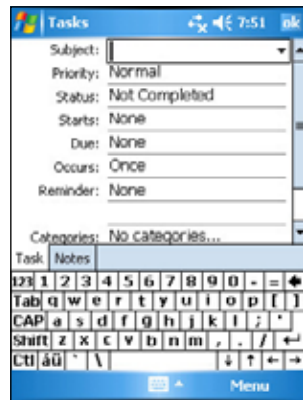 Tasks 7:51 ok
Subject:
Priority: Normal
Status: Not Completed
Starts: None
Due: None
Occurs: Once
Reminder: None
Categories: No categories...
Task Notes
123 1 2 3 4 5 6 7 8 9 0 - =
Tab q w e r t y u i o p [ ]
CAP a s d f g h j k l ; '
Shift z x c v b n m , . /
Ctl áü ` \
Menu